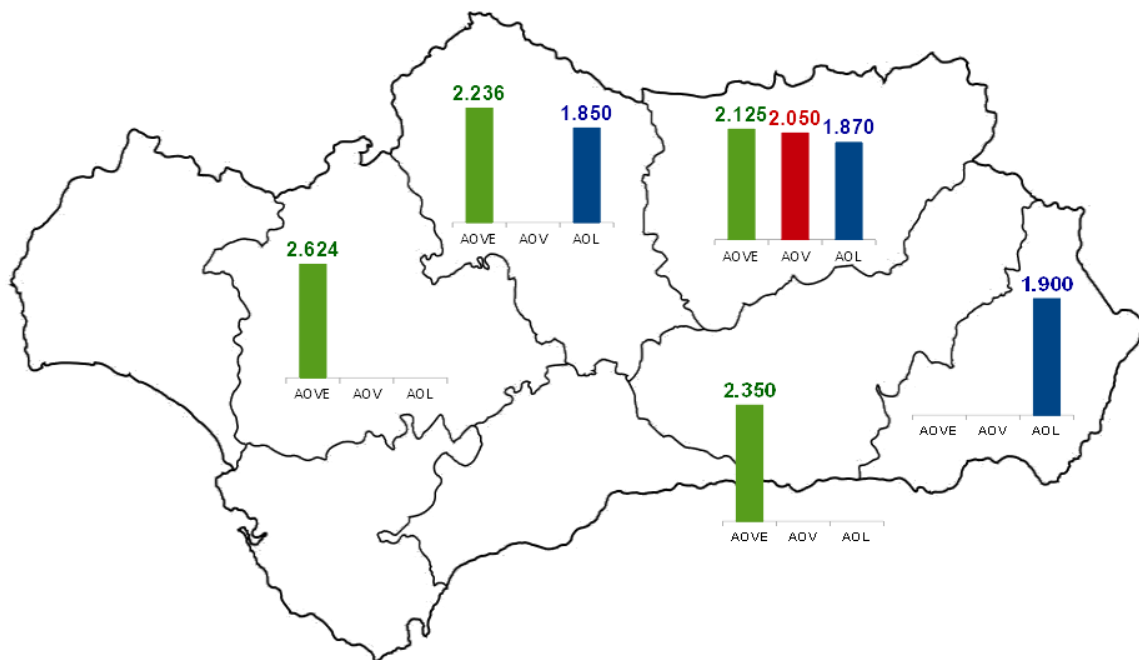 2.236
1.850
AOVE AOV AOL
2.125 2.050 1.870
AOVE AOV AOL
2.624
AOVE AOV AOL
1.900
AOVE AOV AOL
2.350
AOVE AOV AOL